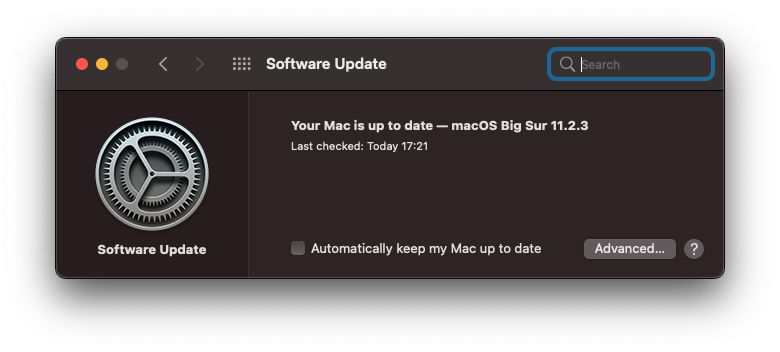 Software Update
Search
Your Mac is up to date — macOS Big Sur 11.2.3
Last checked: Today 17:21
Software Update
Automatically keep my Mac up to date
Advanced...
?